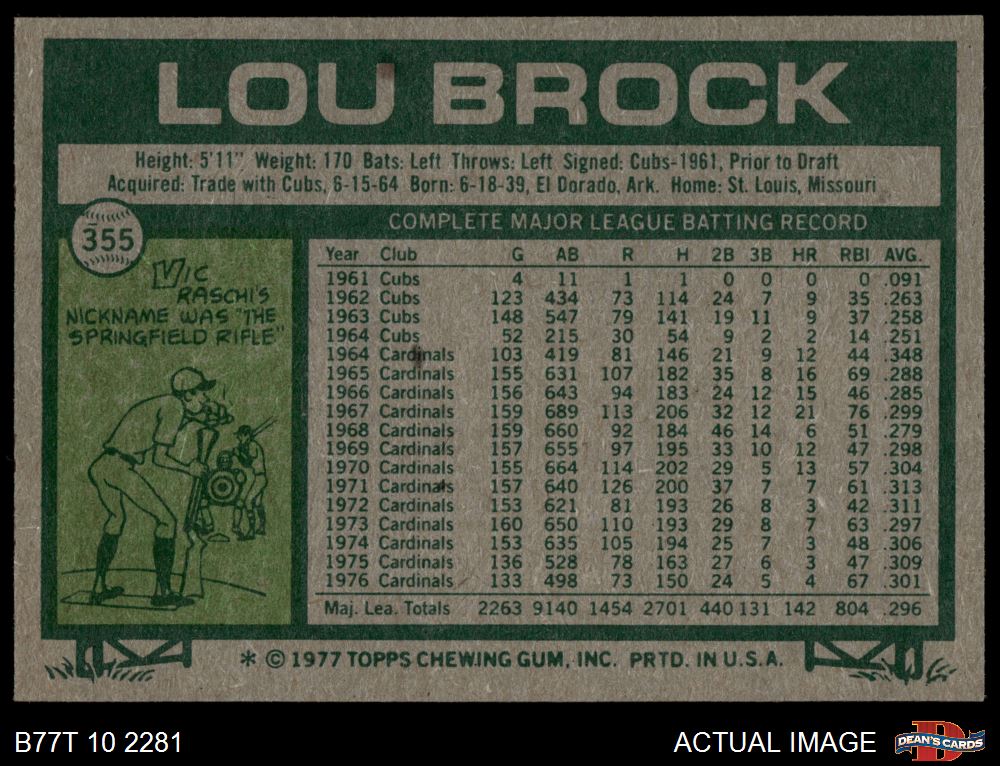 LOU BROCK
Height: 5'11" Weight: 170 Bats: Left Throws: Left Signed: Cubs-1961, Prior to Draft
Acquired: Trade with Cubs, 6-15-64 Born: 6-18-39, El Dorado, Ark. Home: St. Louis, Missouri
355
VIC
RASCHI'S
NICKNAME WAS "THE
SPRINGFIELD RIFLE"
COMPLETE MAJOR LEAGUE BATTING RECORD
Year Club G AB R H 2B 3B HR RBI AVG.
1961 Cubs 4 11 1 1 0 0 0 0 .091
1962 Cubs 123 434 73 114 24 7 9 35 .263
1963 Cubs 148 547 79 141 19 11 9 37 .258
1964 Cubs 52 215 30 54 9 2 2 14 .251
1964 Cardinals 103 419 81 146 21 9 12 44 .348
1965 Cardinals 155 631 107 182 35 8 16 69 .288
1966 Cardinals 156 643 94 183 24 12 15 46 .285
1967 Cardinals 159 689 113 206 32 12 21 76 .299
1968 Cardinals 159 660 92 184 46 14 6 51 .279
1969 Cardinals 157 655 97 195 33 10 12 47 .298
1970 Cardinals 155 664 114 202 29 5 13 57 .304
1971 Cardinals 157 640 126 200 37 7 7 61 .313
1972 Cardinals 153 621 81 193 26 8 3 42 .311
1973 Cardinals 160 650 110 193 29 8 7 63 .297
1974 Cardinals 153 635 105 194 25 7 3 48 .306
1975 Cardinals 136 528 78 163 27 6 3 47 .309
1976 Cardinals 133 498 73 150 24 5 4 67 .301
Maj. Lea. Totals 2263 9140 1454 2701 440 131 142 804 .296
* © 1977 TOPPS CHEWING GUM, INC. PRTD. IN U.S.A.
B77T 10 2281
ACTUAL IMAGE
DEAN'S CARDS